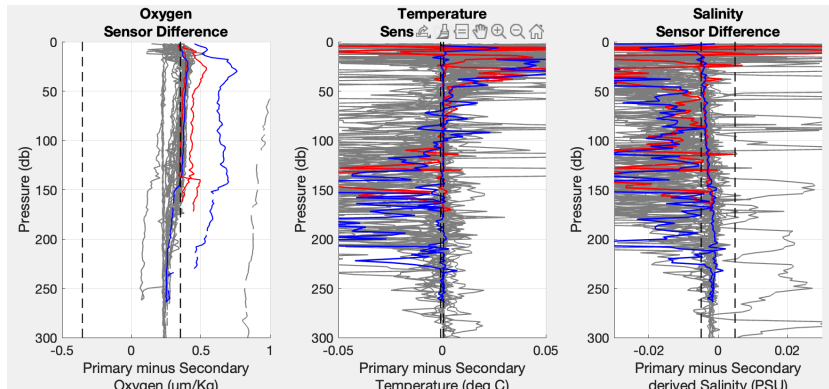 Oxygen
Sensor Difference
0
50
100
150
200
250
300
Pressure (db)
-0.5
0
0.5
1
Primary minus Secondary
Oxygen (um/Kg)
Temperature
Sens
0
50
100
150
200
250
300
Pressure (db)
-0.05
0
0.05
Primary minus Secondary
Temperature (deg C)
Salinity
Sensor Difference
0
50
100
150
200
250
300
Pressure (db)
-0.02
0
0.02
Primary minus Secondary
derived Salinity (PSU)